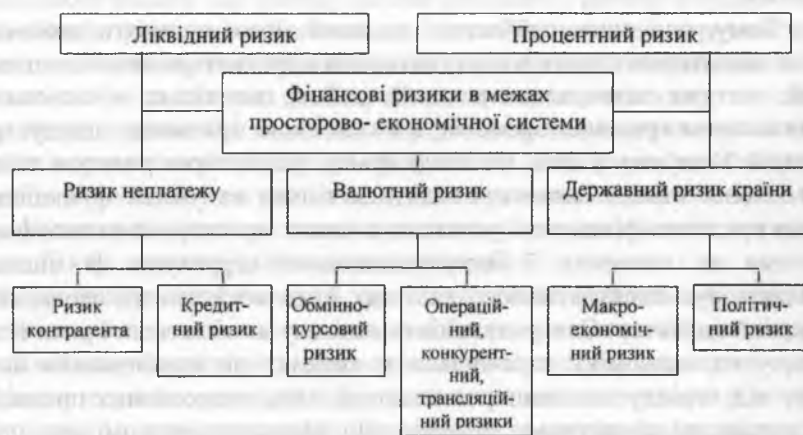 Ліквідний ризик
Процентний ризик
Фінансові ризики в межах
просторово- економічної системи
Ризик неплатежу
Валютний ризик
Державний ризик країни
Ризик
контрагента
Кредит-
ний ризик
Обмінно-
курсовий
ризик
Операцій-
ний,
конкурент-
ний,
трансляцій-
ний ризики
Макро-
економіч-
ний ризик
Політич-
ний ризик